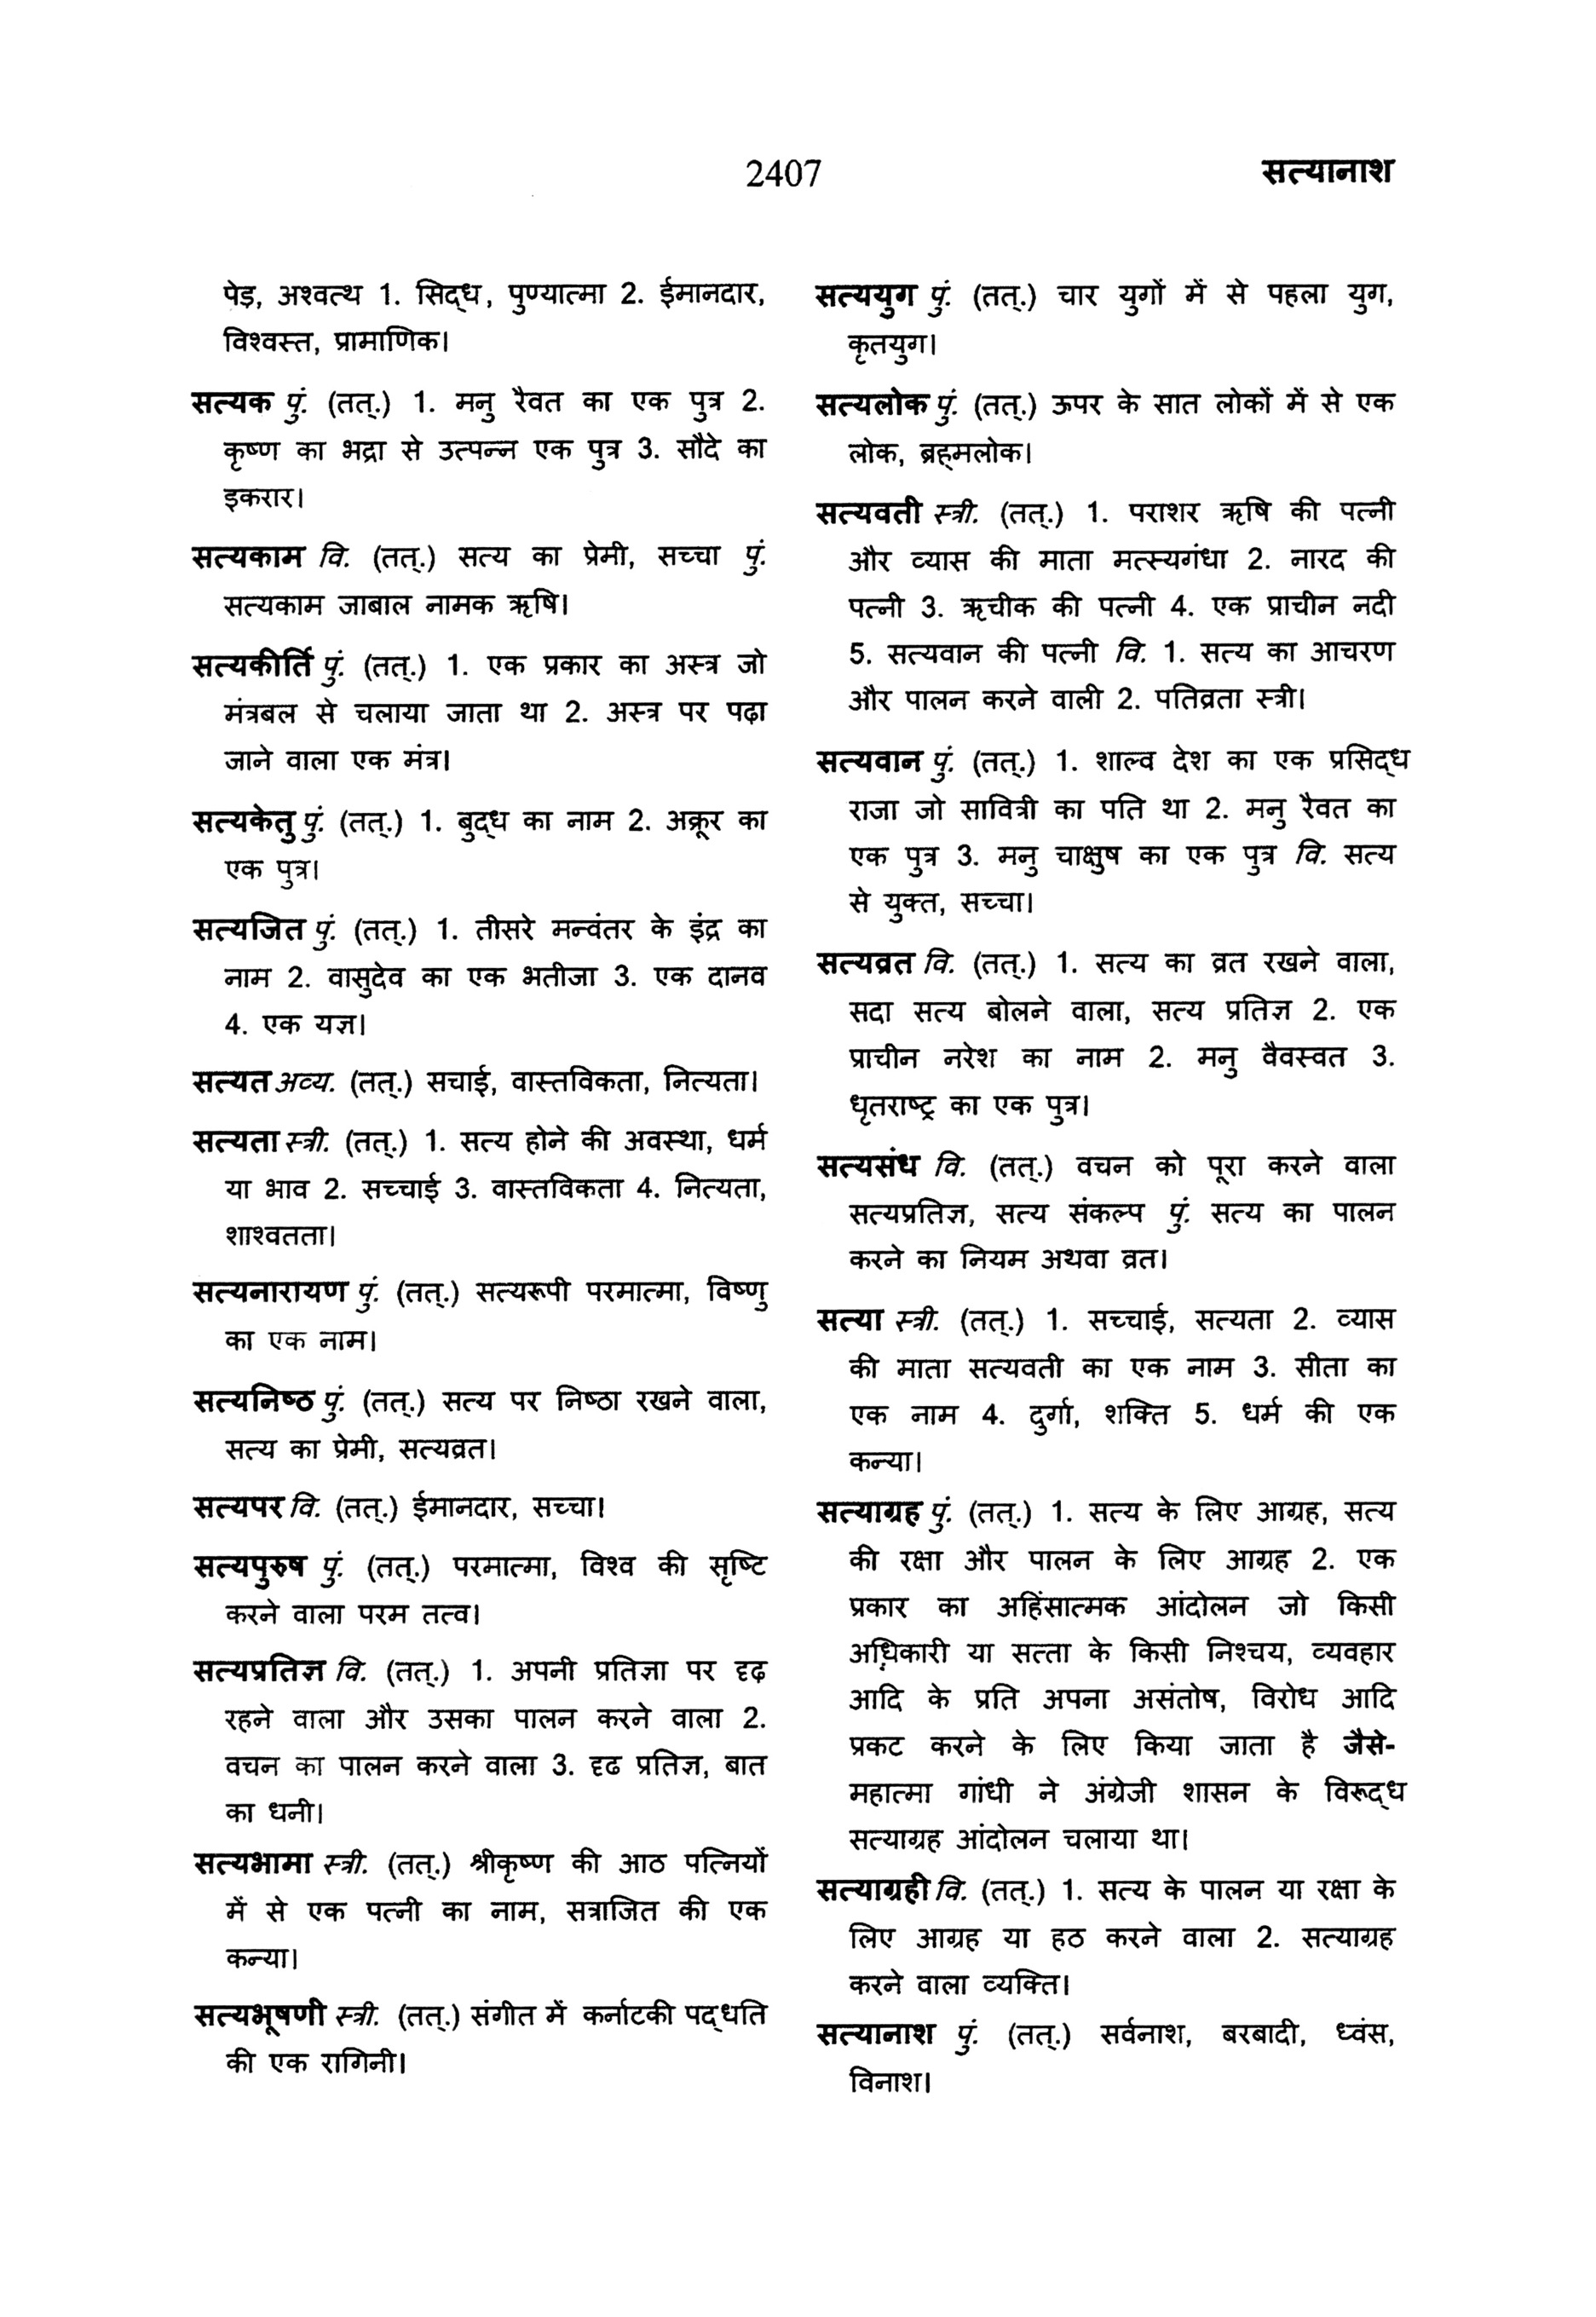 2407
सत्यानाश
पेड़, अश्वत्थ 1. सिद्ध, पुण्यात्मा 2. ईमानदार,
विश्वस्त, प्रामाणिक।
सत्यक पुं. (तत्.) 1. मनु रैवत का एक पुत्र 2.
कृष्ण का भद्रा से उत्पन्न एक पुत्र 3. सौदे का
इकरार।
सत्यकाम वि. (तत्.) सत्य का प्रेमी, सच्चा पुं.
सत्यकाम जाबाल नामक ऋषि।
सत्यकीर्ति पुं. (तत्.) 1. एक प्रकार का अस्त्र जो
मंत्रबल से चलाया जाता था 2. अस्त्र पर पढ़ा
जाने वाला एक मंत्र।
सत्यकेतु पुं. (तत्.) 1. बुद्ध का नाम 2. अक्रूर का
एक पुत्र।
सत्यजित पुं. (तत्.) 1. तीसरे मन्वंतर के इंद्र का
नाम 2. वासुदेव का एक भतीजा 3. एक दानव
4. एक यज्ञ।
सत्यत अव्य. (तत्.) सचाई, वास्तविकता, नित्यता।
सत्यता स्त्री. (तत्.) 1. सत्य होने की अवस्था, धर्म
या भाव 2. सच्चाई 3. वास्तविकता 4. नित्यता,
शाश्वतता।
सत्यनारायण पुं. (तत्.) सत्यरूपी परमात्मा, विष्णु
का एक नाम।
सत्यनिष्ठ पुं. (तत्.) सत्य पर निष्ठा रखने वाला,
सत्य का प्रेमी, सत्यव्रत।
सत्यपर वि. (तत्.) ईमानदार, सच्चा।
सत्यपुरुष पुं. (तत्.) परमात्मा, विश्व की सृष्टि
करने वाला परम तत्व।
सत्यप्रतिज्ञ वि. (तत्.) 1. अपनी प्रतिज्ञा पर दृढ़
रहने वाला और उसका पालन करने वाला 2.
वचन का पालन करने वाला 3. दृढ प्रतिज्ञ, बात
का धनी।
सत्यभामा स्त्री. (तत्.) श्रीकृष्ण की आठ पत्नियों
में से एक पत्नी का नाम, सत्राजित की एक
कन्या।
सत्यभूषणी स्त्री. (तत्.) संगीत में कर्नाटकी पद्धति
की एक रागिनी।
सत्ययुग पुं. (तत्.) चार युगों में से पहला युग,
कृतयुग।
सत्यलोक पुं. (तत्.) ऊपर के सात लोकों में से एक
लोक, ब्रह्मलोक।
सत्यवती स्त्री. (तत्.) 1. पराशर ऋषि की पत्नी
और व्यास की माता मत्स्यगंधा 2. नारद की
पत्नी 3. ऋचीक की पत्नी 4. एक प्राचीन नदी
5. सत्यवान की पत्नी वि. 1. सत्य का आचरण
और पालन करने वाली 2. पतिव्रता स्त्री।
सत्यवान पुं. (तत्.) 1. शाल्व देश का एक प्रसिद्ध
राजा जो सावित्री का पति था 2. मनु रैवत का
एक पुत्र 3. मनु चाक्षुष का एक पुत्र वि. सत्य
से युक्त, सच्चा।
सत्यव्रत वि. (तत्.) 1. सत्य का व्रत रखने वाला,
सदा सत्य बोलने वाला, सत्य प्रतिज्ञ 2. एक
प्राचीन नरेश का नाम 2. मनु वैवस्वत 3.
धृतराष्ट्र का एक पुत्र।
सत्यसंध वि. (तत्.) वचन को पूरा करने वाला
सत्यप्रतिज्ञ, सत्य संकल्प पुं. सत्य का पालन
करने का नियम अथवा व्रत।
सत्या स्त्री. (तत्.) 1. सच्चाई, सत्यता 2. व्यास
की माता सत्यवती का एक नाम 3. सीता का
एक नाम 4. दुर्गा, शक्ति 5. धर्म की एक
कन्या।
सत्याग्रह पुं. (तत्.) 1. सत्य के लिए आग्रह, सत्य
की रक्षा और पालन के लिए आग्रह 2. एक
प्रकार का अहिंसात्मक आंदोलन जो किसी
अधिकारी या सत्ता के किसी निश्चय, व्यवहार
आदि के प्रति अपना असंतोष, विरोध आदि
प्रकट करने के लिए किया जाता है जैसे-
महात्मा गांधी ने अंग्रेजी शासन के विरूद्ध
सत्याग्रह आंदोलन चलाया था।
सत्याग्रही वि. (तत्.) 1. सत्य के पालन या रक्षा के
लिए आग्रह या हठ करने वाला 2. सत्याग्रह
करने वाला व्यक्ति।
सत्यानाश पुं. (तत्.) सर्वनाश, बरबादी, ध्वंस,
विनाश।